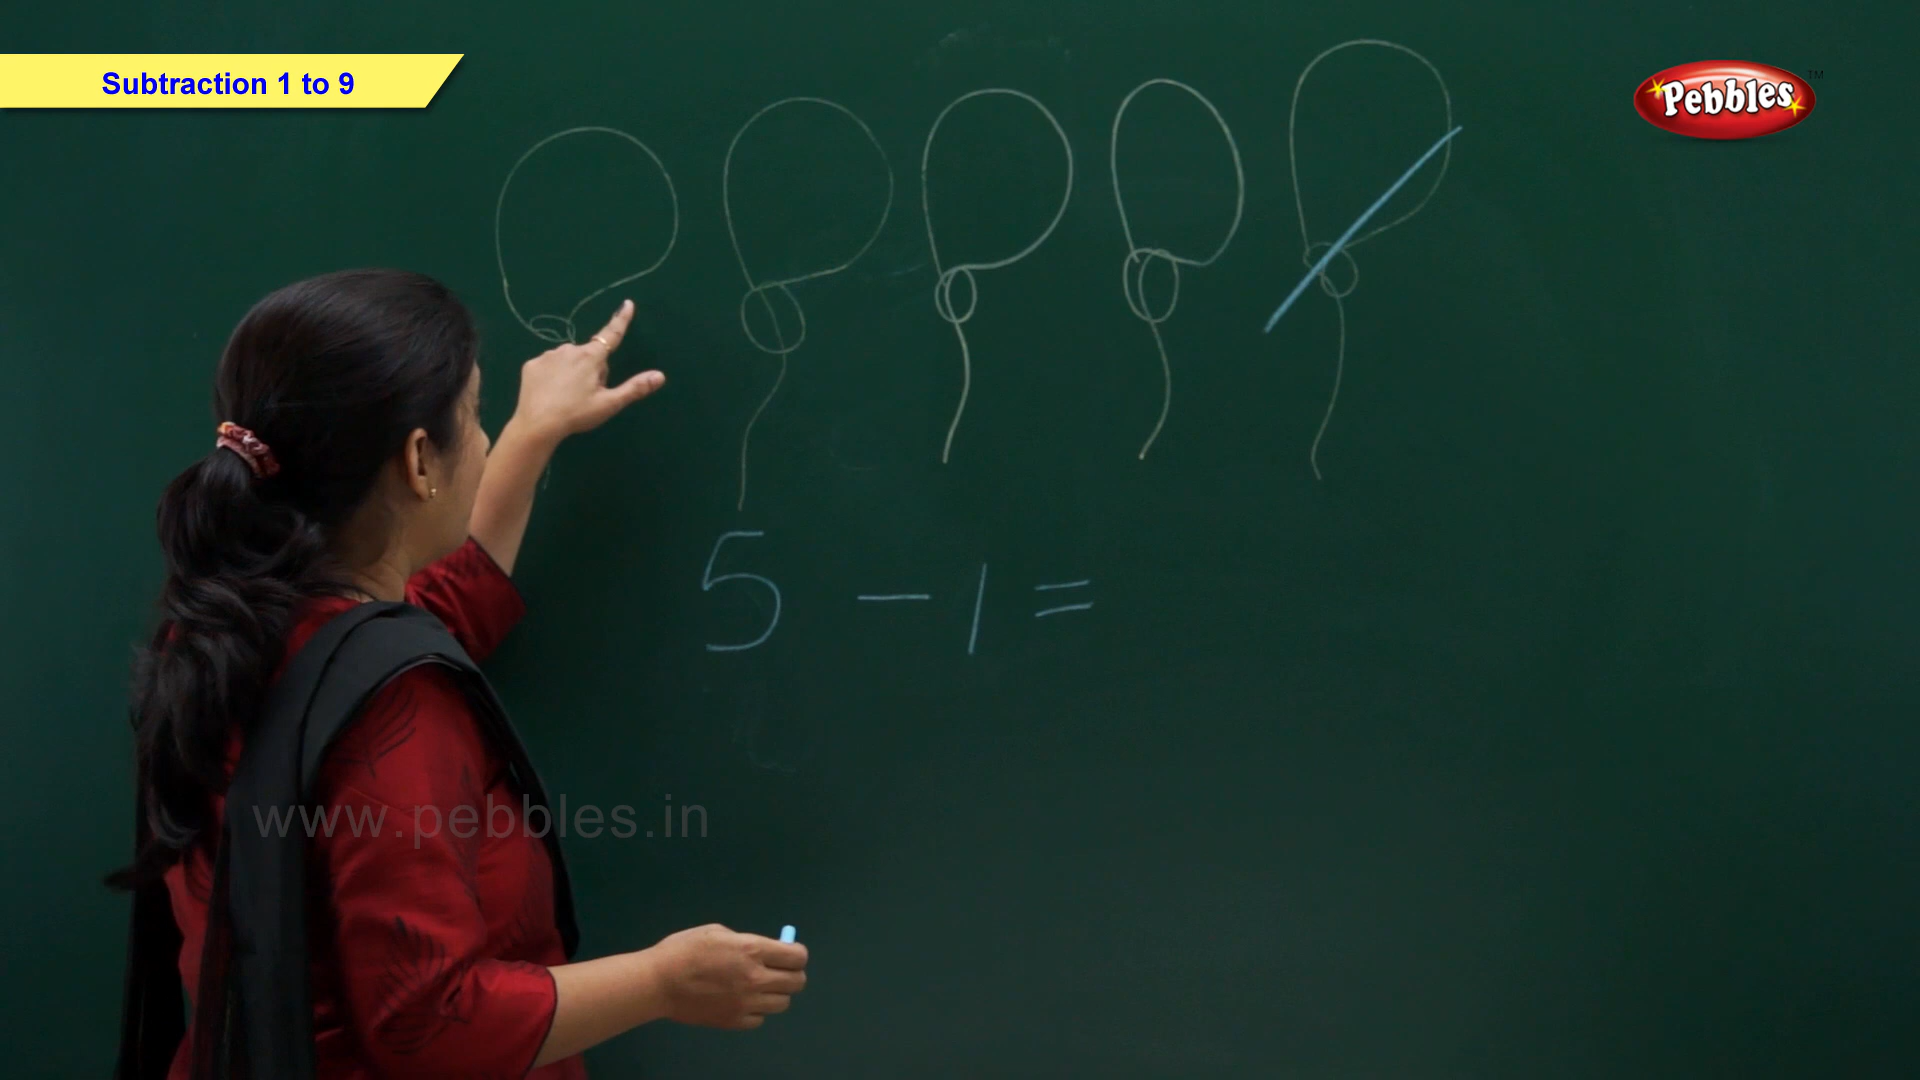 Subtraction 1 to 9
Pebbles TM
5 - 1 =
www.pebbles.in